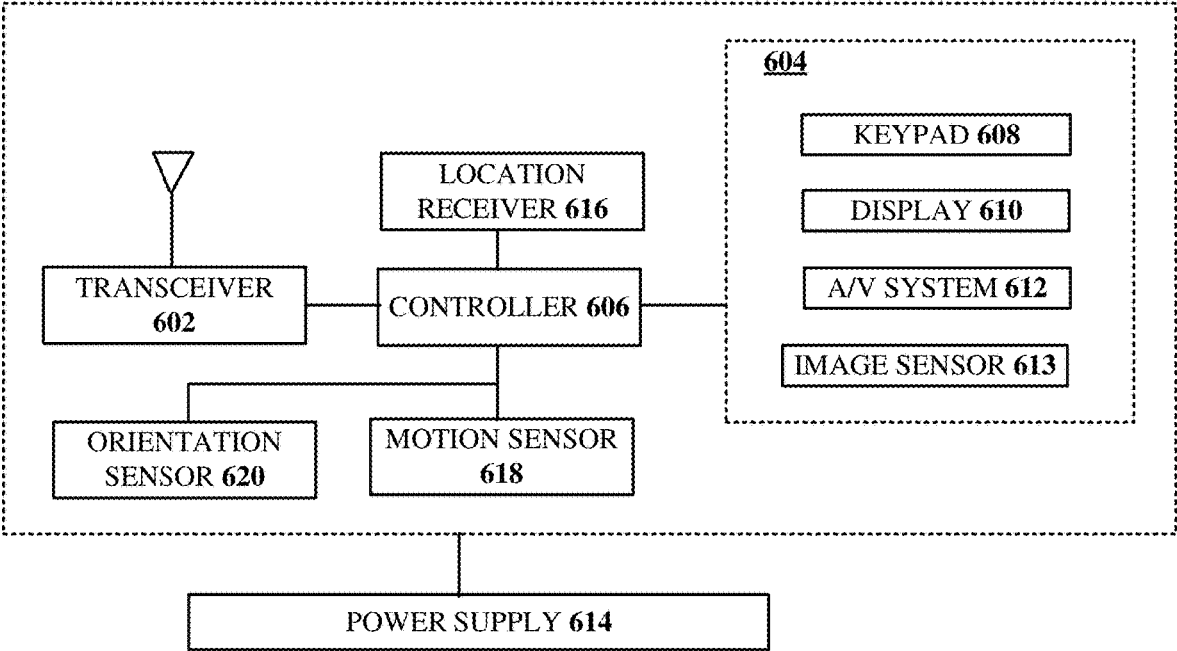 604
KEYPAD 608
LOCATION
RECEIVER 616
DISPLAY 610
TRANSCEIVER
602
CONTROLLER 606
A/V SYSTEM 612
IMAGE SENSOR 613
ORIENTATION
SENSOR 620
MOTION SENSOR
618
POWER SUPPLY 614